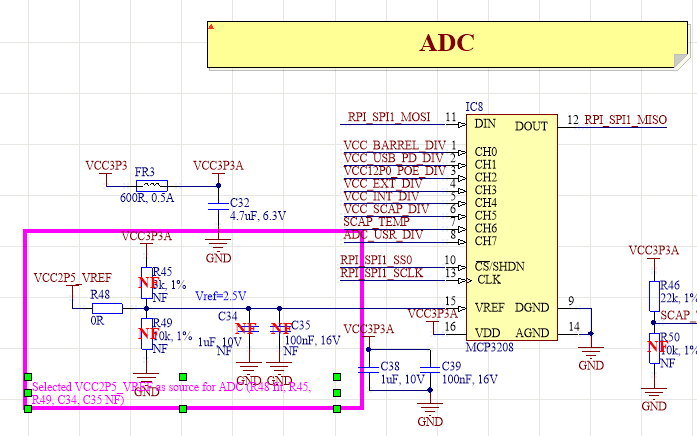 ADC
IC8
RPI_SPI1_MOSI 11 DIN DOUT 12 RPI_SPI1_MISO
VCC_BARREL_DIV 1 CH0
VCC_USB_PD_DIV 2 CH1
VCC12P0_POE_DIV 3 CH2
VCC_EXT_DIV 4 CH3
VCC_INT_DIV 5 CH4
VCC_SCAP_DIV 6 CH5
SCAP_TEMP 7 CH6
ADC_USR_DIV 8 CH7
RPI_SPI1_SS0 10 CS/SHDN
RPI_SPI1_SCLK 13 CLK
15 VREF DGND 9
VCC3P3A 16 VDD AGND 14
MCP3208
GND
VCC3P3 VCC3P3A
FR3
600R, 0.5A
C32
4.7uF, 6.3V
GND
VCC3P3A
VCC2P5_VREF
R45
NF
NF
R48
0R
Vref=2.5V
R49
NF
NF
C34
NF
1uF, 10V
NF
C35
NF
100nF, 16V
NF
GND
GND
GND
Selected VCC2P5_VREF as source for ADC (R48 fit, R45,
R49, C34, C35 NF)
VCC3P3A
C38
1uF, 10V
C39
100nF, 16V
GND
VCC3P3A
R46
22k, 1%
SCAP_
R50
NF
10k, 1%
NF
GND